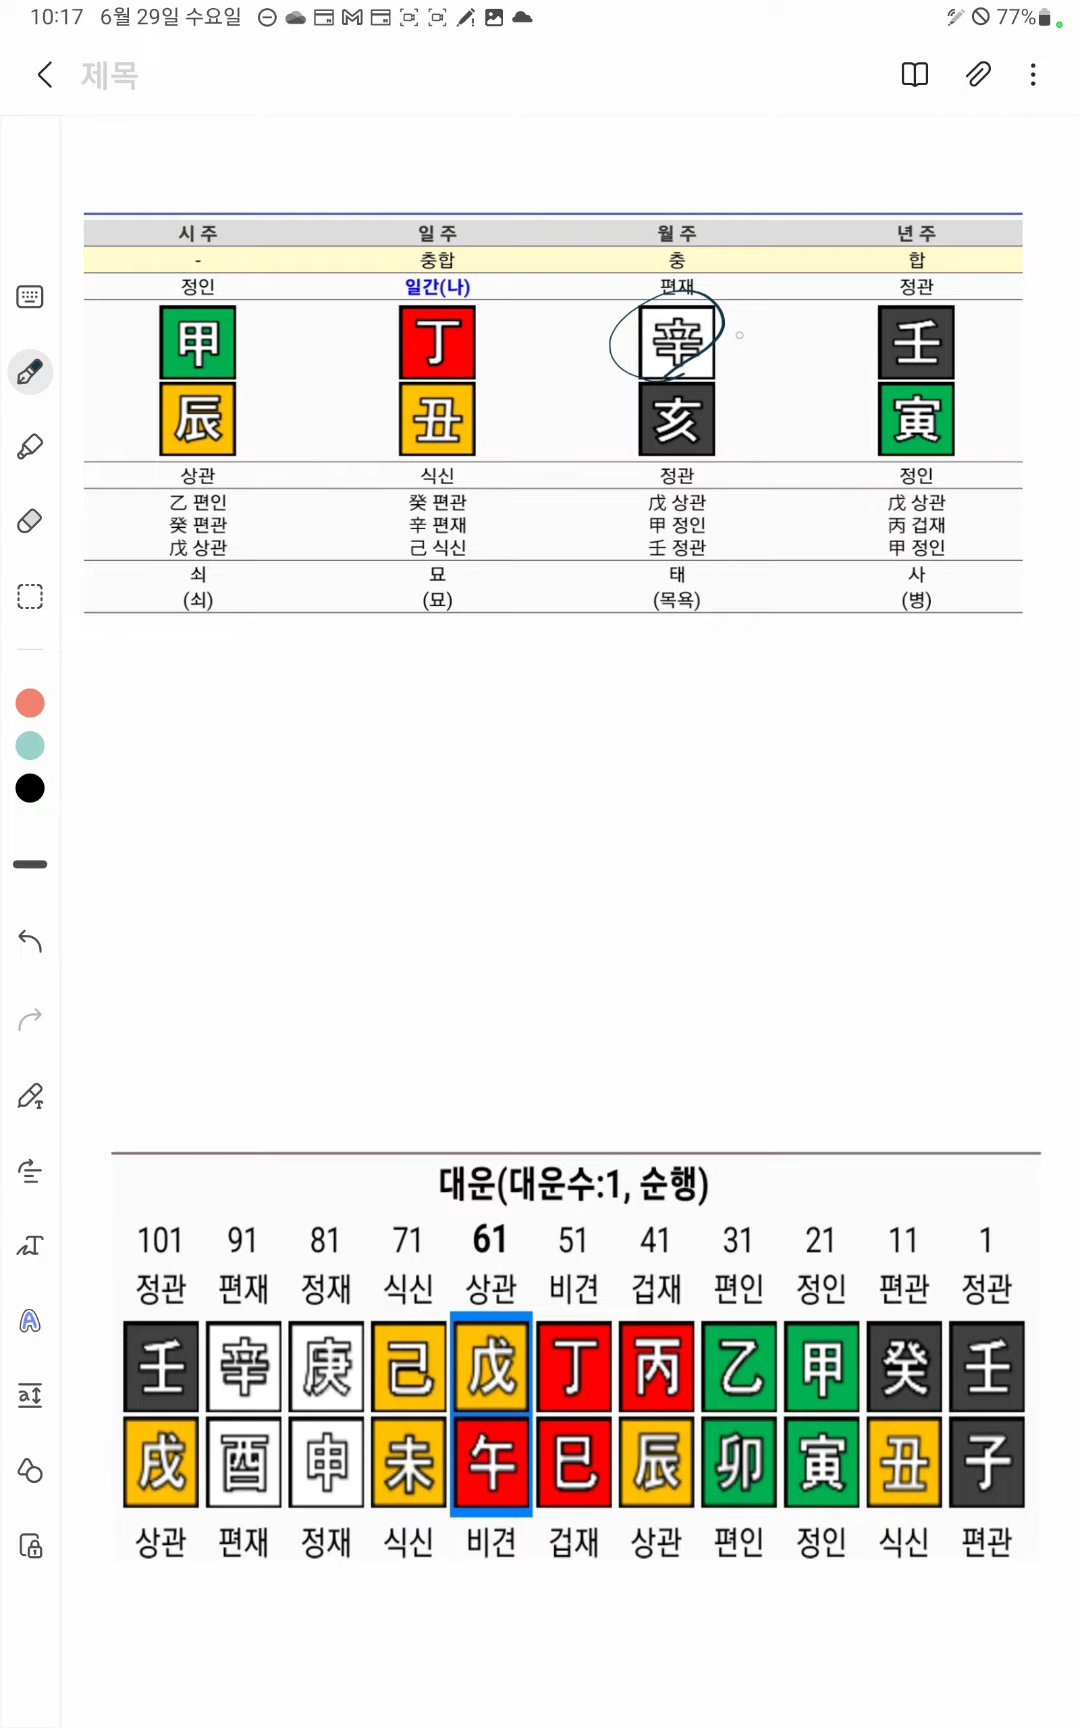 10:17 6월 29일 수요일 77%
제목
시주 일주 월주 년주
- 충합 충 합
정인 일간(나) 편재 정관
甲 丁 辛 壬
辰 丑 亥 寅
상관 식신 정관 정인
乙 편인 癸 편관 戊 상관 戊 상관
癸 편관 辛 편재 甲 정인 丙 겁재
戊 상관 己 식신 壬 정관 甲 정인
쇠 묘 태 사
(쇠) (묘) (목욕) (병)
대운(대운수:1, 순행)
101 91 81 71 61 51 41 31 21 11 1
정관 편재 정재 식신 상관 비견 겁재 편인 정인 편관 정관
壬 辛 庚 己 戊 丁 丙 乙 甲 癸 壬
戌 酉 申 未 午 巳 辰 卯 寅 丑 子
상관 편재 정재 식신 비견 겁재 상관 편인 정인 식신 편관